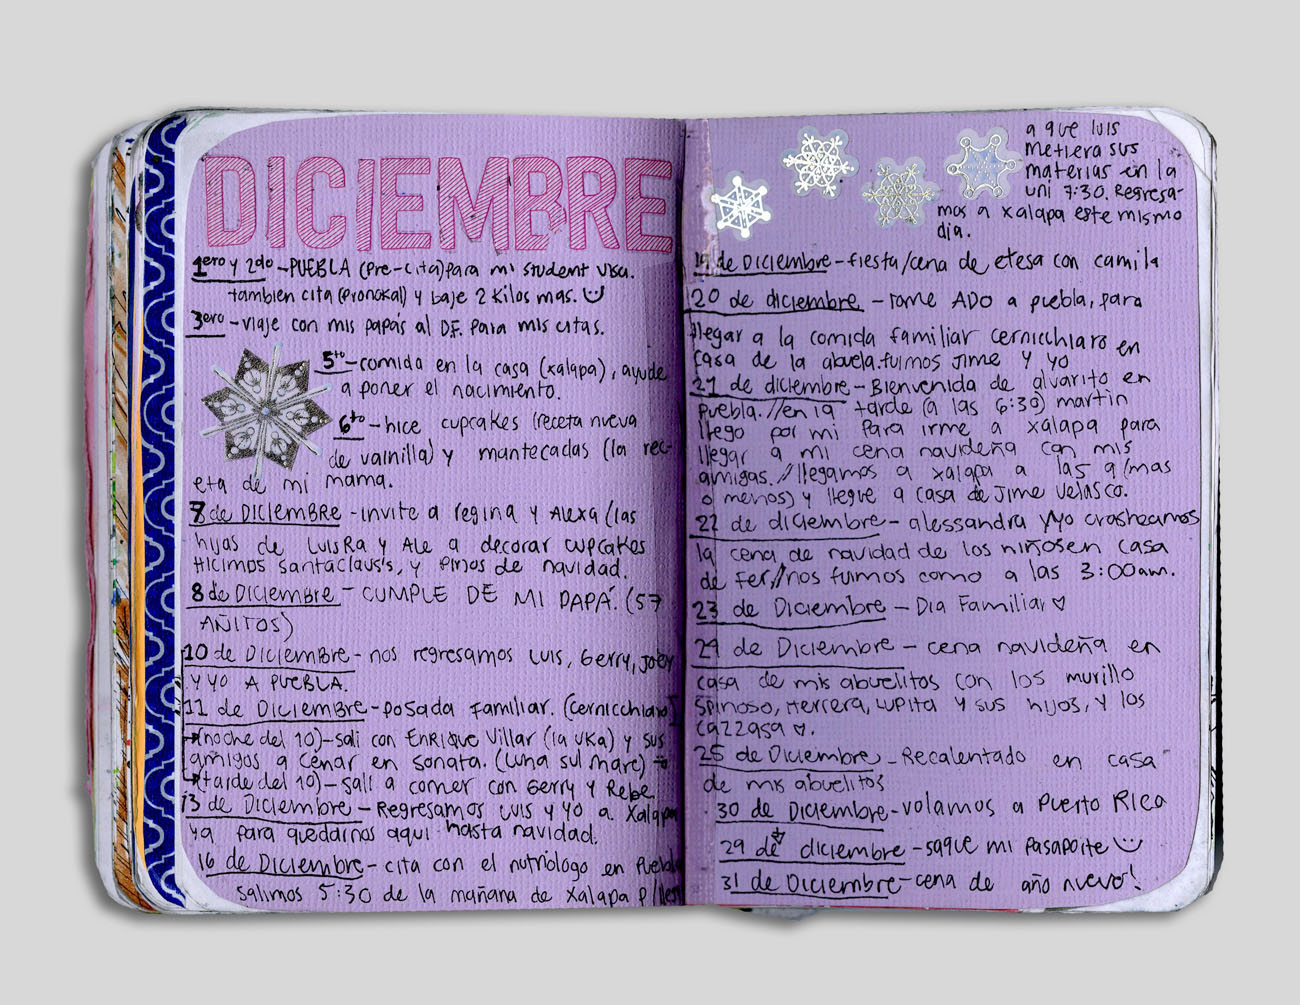 DICIEMBRE
1ero y 2do - PUEBLA (pre-cita) para mi student visa.
tambien cita (pronokal) y baje 2 kilos mas.
3ero - viaje con mis papás al D.F. para mis citas.
5to - comida en la casa (xalapa), ayude
a poner el nacimiento.
6to - hice cupcakes (receta nueva
de vainilla) y mantecadas (la rec-
eta de mi mama.
7 de DICIEMBRE - invite a regina y Alexa (las
hijas de LuisRa y Ale a decorar cupcakes
Hicimos santaclaus's, y pinos de navidad.
8 de DICIEMBRE - CUMPLE DE MI PAPÁ. (57
AÑITOS)
10 de DICIEMBRE - nos regresamos Luis, Gerry, Joey
y yo A PUEBLA.
11 de DICIEMBRE - posada familiar. (Cernicchiaro)
(noche del 10) - sali con ENRIQUE Villar (la UKA) y sus
amigos a cenar en sonata. (Luna sul mare)
(tarde del 10) - sali a comer con Gerry y Rebe
13 de Diciembre - Regresamos Luis y yo a Xalapa
ya para quedarnos aqui hasta navidad.
16 de Diciembre - cita con el nutriologo en Puebla
salimos 5:30 de la mañana de Xalapa p/
a que luis
metiera sus
materias en la
uni 7:30. Regresa-
mos a xalapa este mismo
dia.
19 de DICIEMBRE - fiesta/cena de etesa con camila
20 de diciembre - tome ADO a puebla, para
llegar a la comida familiar cernicchiaro en
casa de la abuela. fuimos Jime y yo
21 de diciembre - Bienvenida de alvarito en
puebla. //en la tarde (a las 6:30) martin
llego por mi para irme a xalapa para
llegar a mi cena navideña con mis
amigas. //llegamos a xalapa a las 9 (mas
o menos) y llegue a casa de Jime Velasco.
22 de diciembre - alessandra y yo crasheamos
la cena de navidad de los niños en casa
de Fer, //nos fuimos como a las 3:00am.
23 de Diciembre - Dia Familiar ♡
24 de Diciembre - cena navideña en
casa de mis abuelitos con los murillo
spinoso, Herrera, Lupita y sus hijos, y los
cazzasa ♡.
25 de Diciembre - Recalentado en casa
de mis abuelitos
30 de Diciembre - volamos a Puerto Rico
29 de diciembre - saque mi pasaporte
31 de Diciembre - cena de año nuevo!